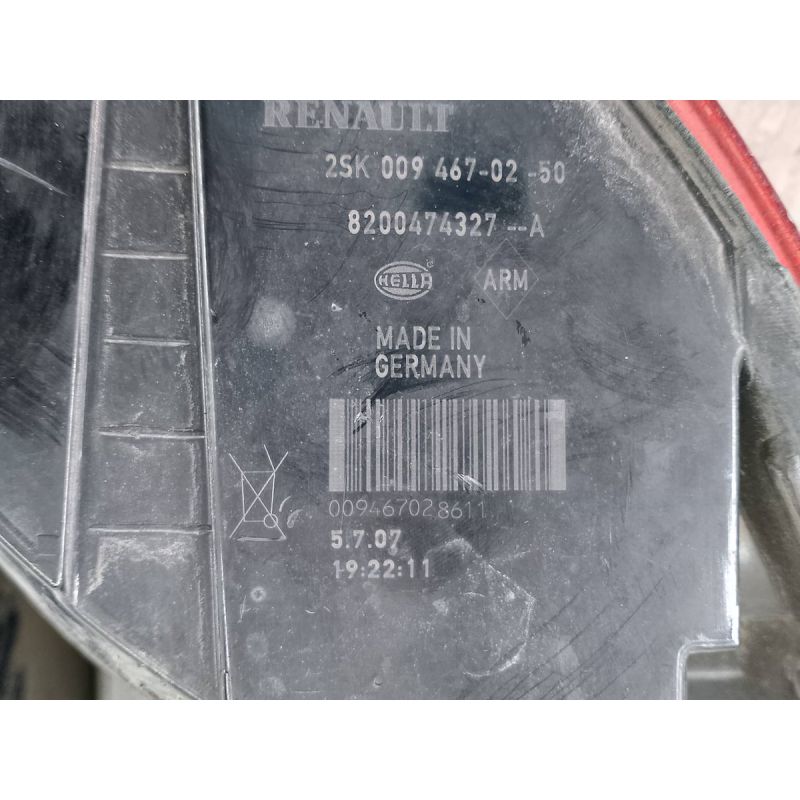 RENAULT
2SK 009 467-02-50
8200474327--A
HELLA ARM
MADE IN
GERMANY
009467028611
5.7.07
19:22:11